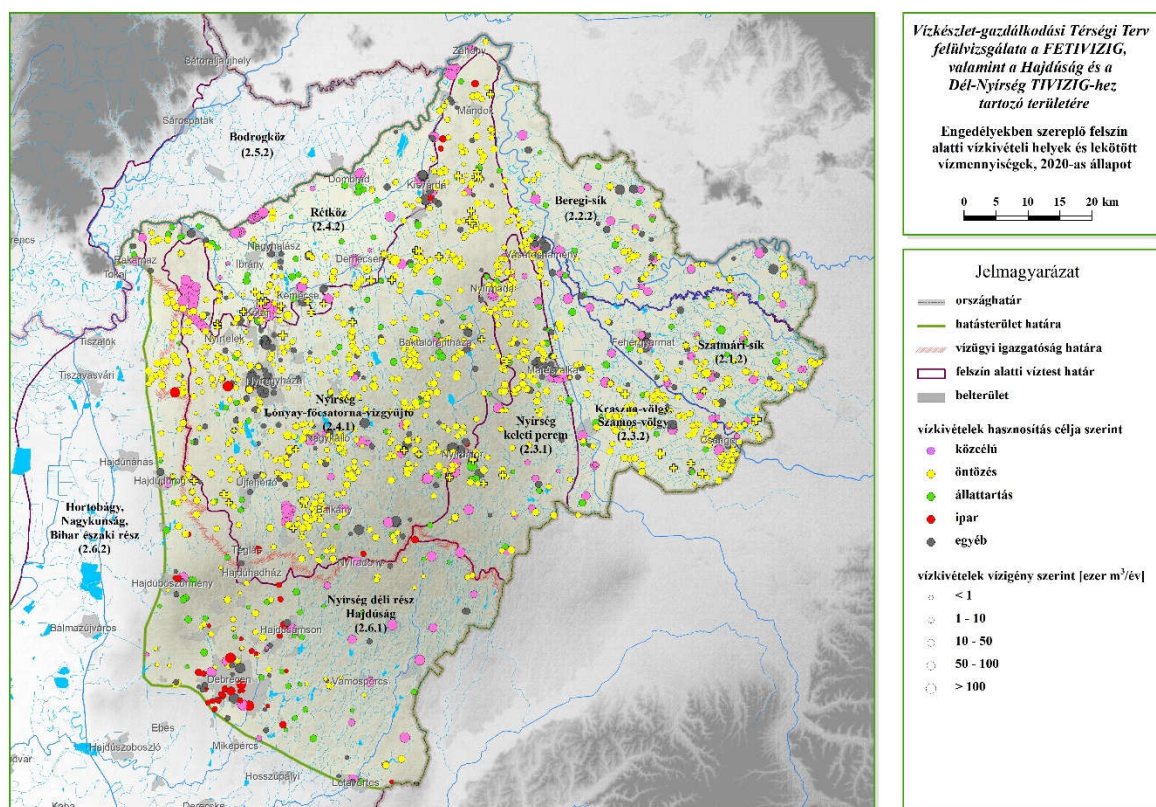 Sátoraljaújhely
Záhony
Sárospatak
Mándok
Bodrogköz
(2.5.2)
Dombrád
Kisvárda
Rétköz
(2.4.2)
Beregi-sík
(2.2.2)
Nagyhalász
Ibrány
Demecser
Vásárosnamény
Rakamaz
Tokaj
Kemecse
Nyírmada
Tiszalök
Nyírtelek
Baktalórántháza
Fehérgyarmat
Szatmári-sík
(2.1.2)
Tiszavasvári
Nyíregyháza
Mátészalka
Nyírség
Lónyay-főcsatorna-vízgyűjtő
(2.4.1)
Nagykálló
Nyírség
keleti perem
(2.3.1)
Kraszna-völgy,
Szamos-völgy
(2.3.2)
Csenger
Nyírbátor
Hajdúnánás
Hajdúdorog
Újfehértó
Balkány
Hortobágy,
Nagykunság,
Bihar északi rész
(2.6.2)
Téglás
Hajdúhadház
Nyíradony
Hajdúböszörmény
Nyírség déli rész
Hajdúság
(2.6.1)
Balmazújváros
Hajdúsámson
Debrecen
Vámospércs
Ebes
Hajdúszoboszló
Mikepércs
Hosszúpályi
Létavértes
Kaba
Derecske
Vízkészlet-gazdálkodási Térségi Terv
felülvizsgálata a FETIVIZIG,
valamint a Hajdúság és a
Dél-Nyírség TIVIZIG-hez
tartozó területére
Engedélyekben szereplő felszín
alatti vízkivételi helyek és lekötött
vízmennyiségek, 2020-as állapot
0 5 10 20 km
Jelmagyarázat
országhatár
hatásterület határa
vízügyi igazgatóság határa
felszín alatti víztest határ
belterület
vízkivételek hasznosítás célja szerint
közcélú
öntözés
állattartás
ipar
egyéb
vízkivételek vízigény szerint [ezer m³/év]
< 1
1 - 10
10 - 50
50 - 100
> 100